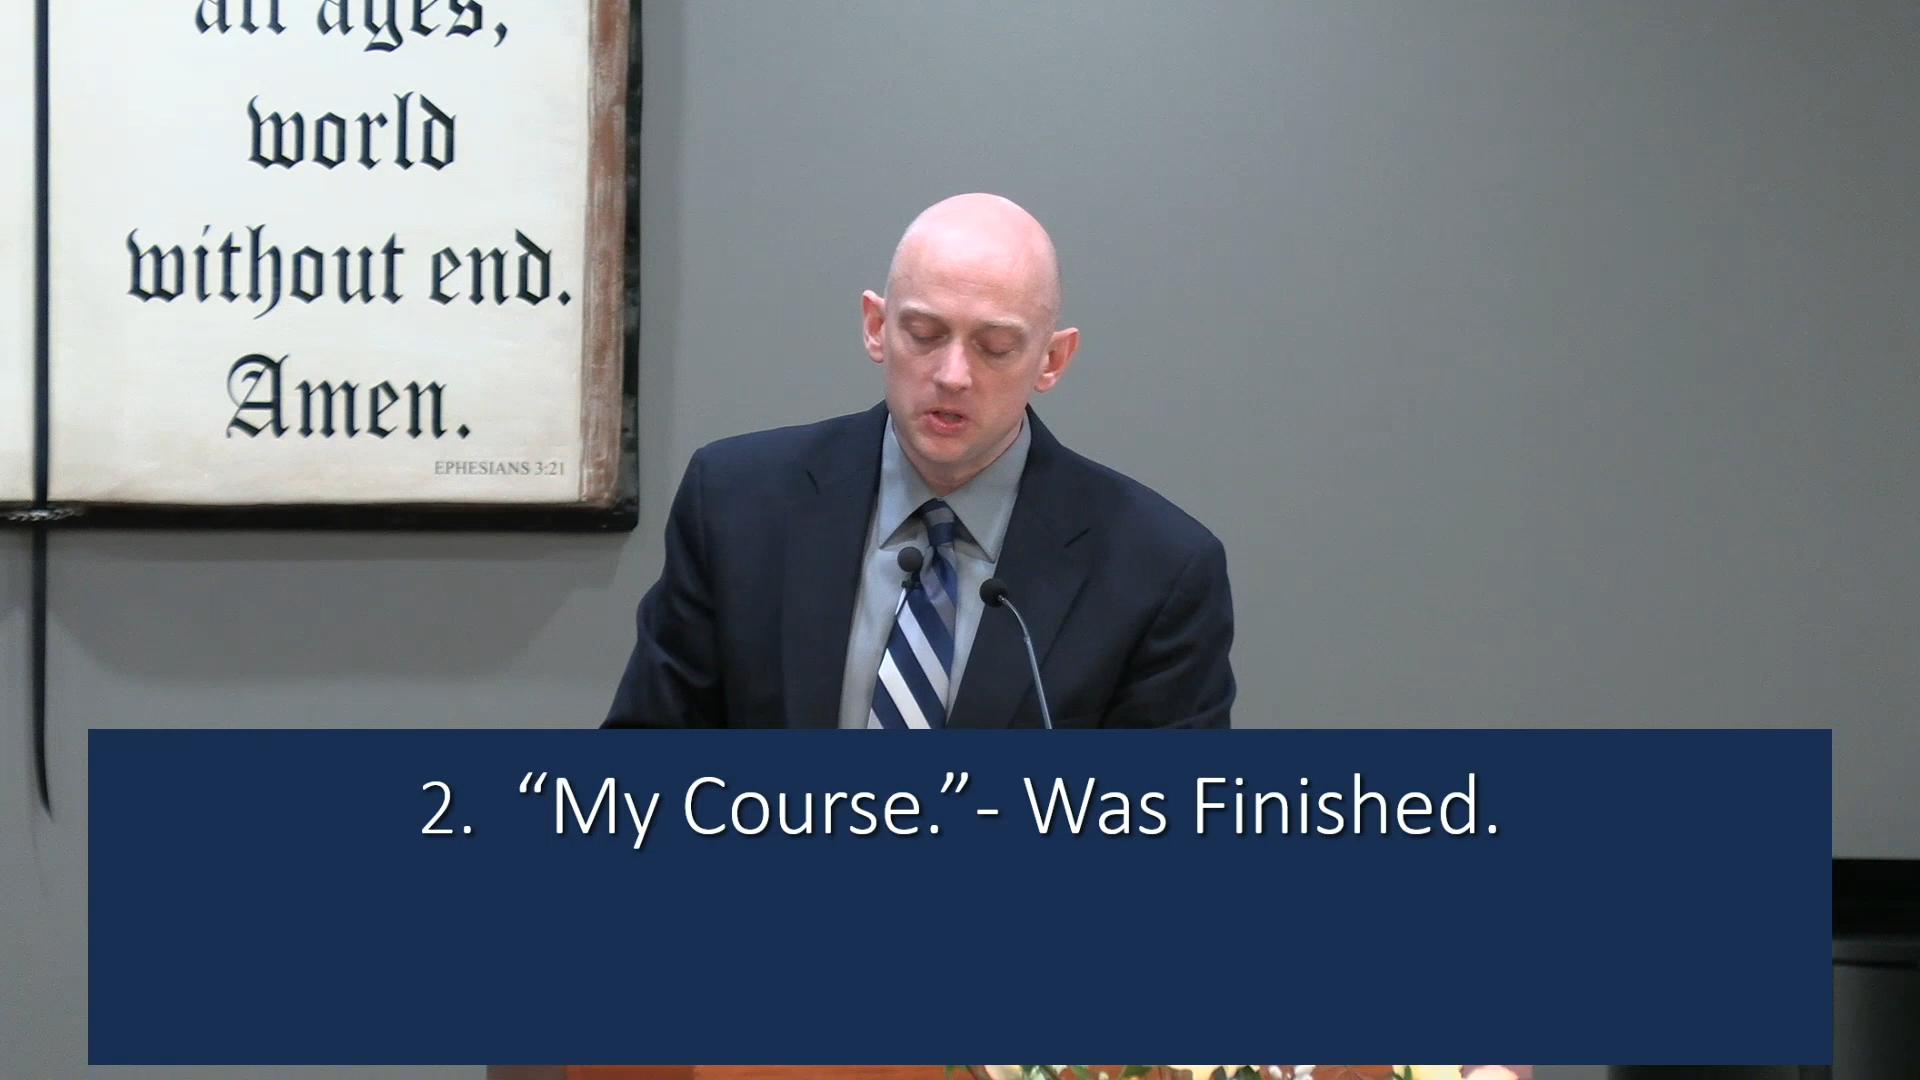 all ages,
world
without end.
Amen.
EPHESIANS 3:21
2. “My Course.”- Was Finished.